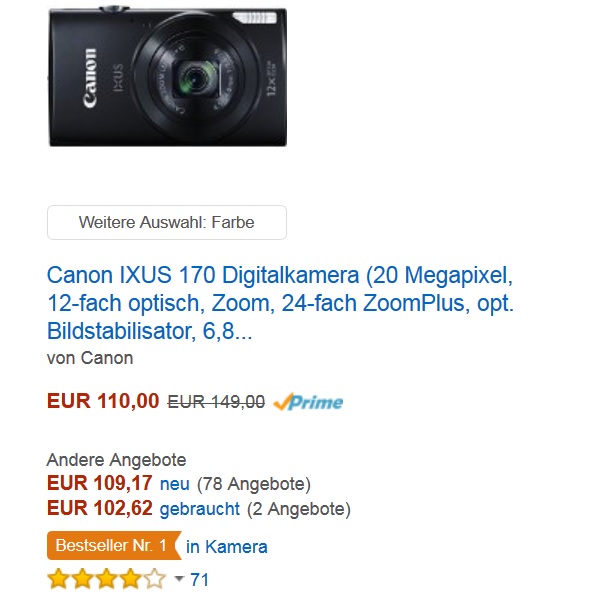 Canon
IXUS
12x
Weitere Auswahl: Farbe
Canon IXUS 170 Digitalkamera (20 Megapixel,
12-fach optisch, Zoom, 24-fach ZoomPlus, opt.
Bildstabilisator, 6,8...
von Canon
EUR 110,00 EUR 149,00 Prime
Andere Angebote
EUR 109,17 neu (78 Angebote)
EUR 102,62 gebraucht (2 Angebote)
Bestseller Nr. 1 in Kamera
71